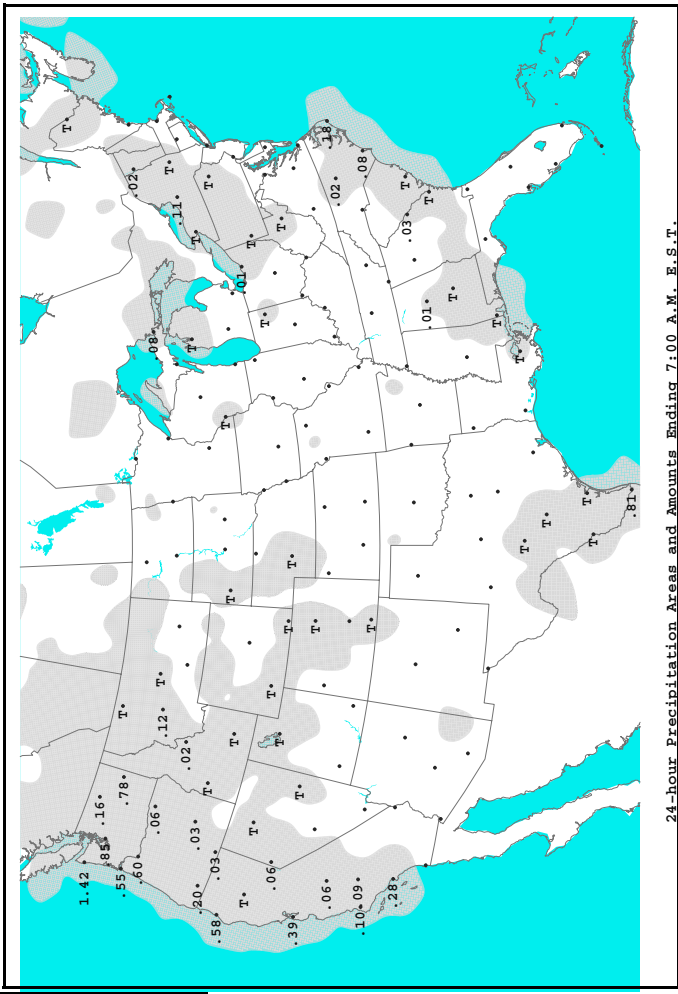 T
1.42
.16
.85
.55
T
.78
.02
.60
.08
.06
T
.12
T
.11
.02
T
.03
T
.20
T
T
.03
.58
T
T
T
.01
T
T
T
T
.06
T
T
T
T
T
.39
T
T
.06
.18
.02
.09
.10
.08
T
.28
T
.03
.01
T
T
T
T
T
T
T
T
.81
24-hour Precipitation Areas and Amounts Ending 7:00 A.M. E.S.T.